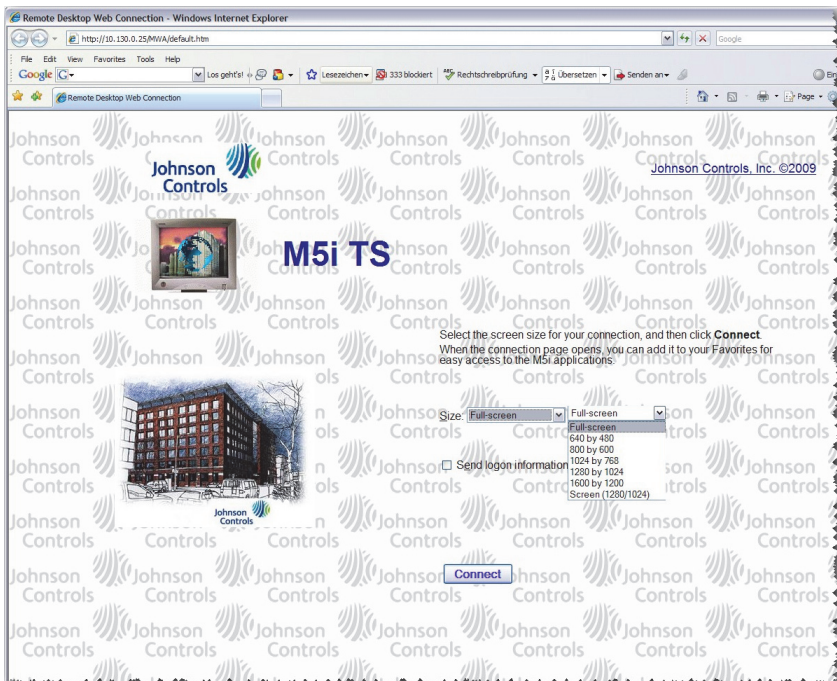 Remote Desktop Web Connection - Windows Internet Explorer
http://10.130.0.25/MWA/default.htm
Google
File Edit View Favorites Tools Help
Google G Los geht's! Lesezeichen 333 blockiert Rechtschreibprüfung Übersetzen Senden an
Remote Desktop Web Connection
Page
Johnson Controls
Johnson Controls, Inc. ©2009
M5i TS
Select the screen size for your connection, and then click Connect.
When the connection page opens, you can add it to your Favorites for
easy access to the M5i applications.
Size: Full-screen Full-screen
Full-screen
640 by 480
800 by 600
1024 by 768
1280 by 1024
1600 by 1200
Screen (1280/1024)
Send logon information
Johnson
Controls
Connect